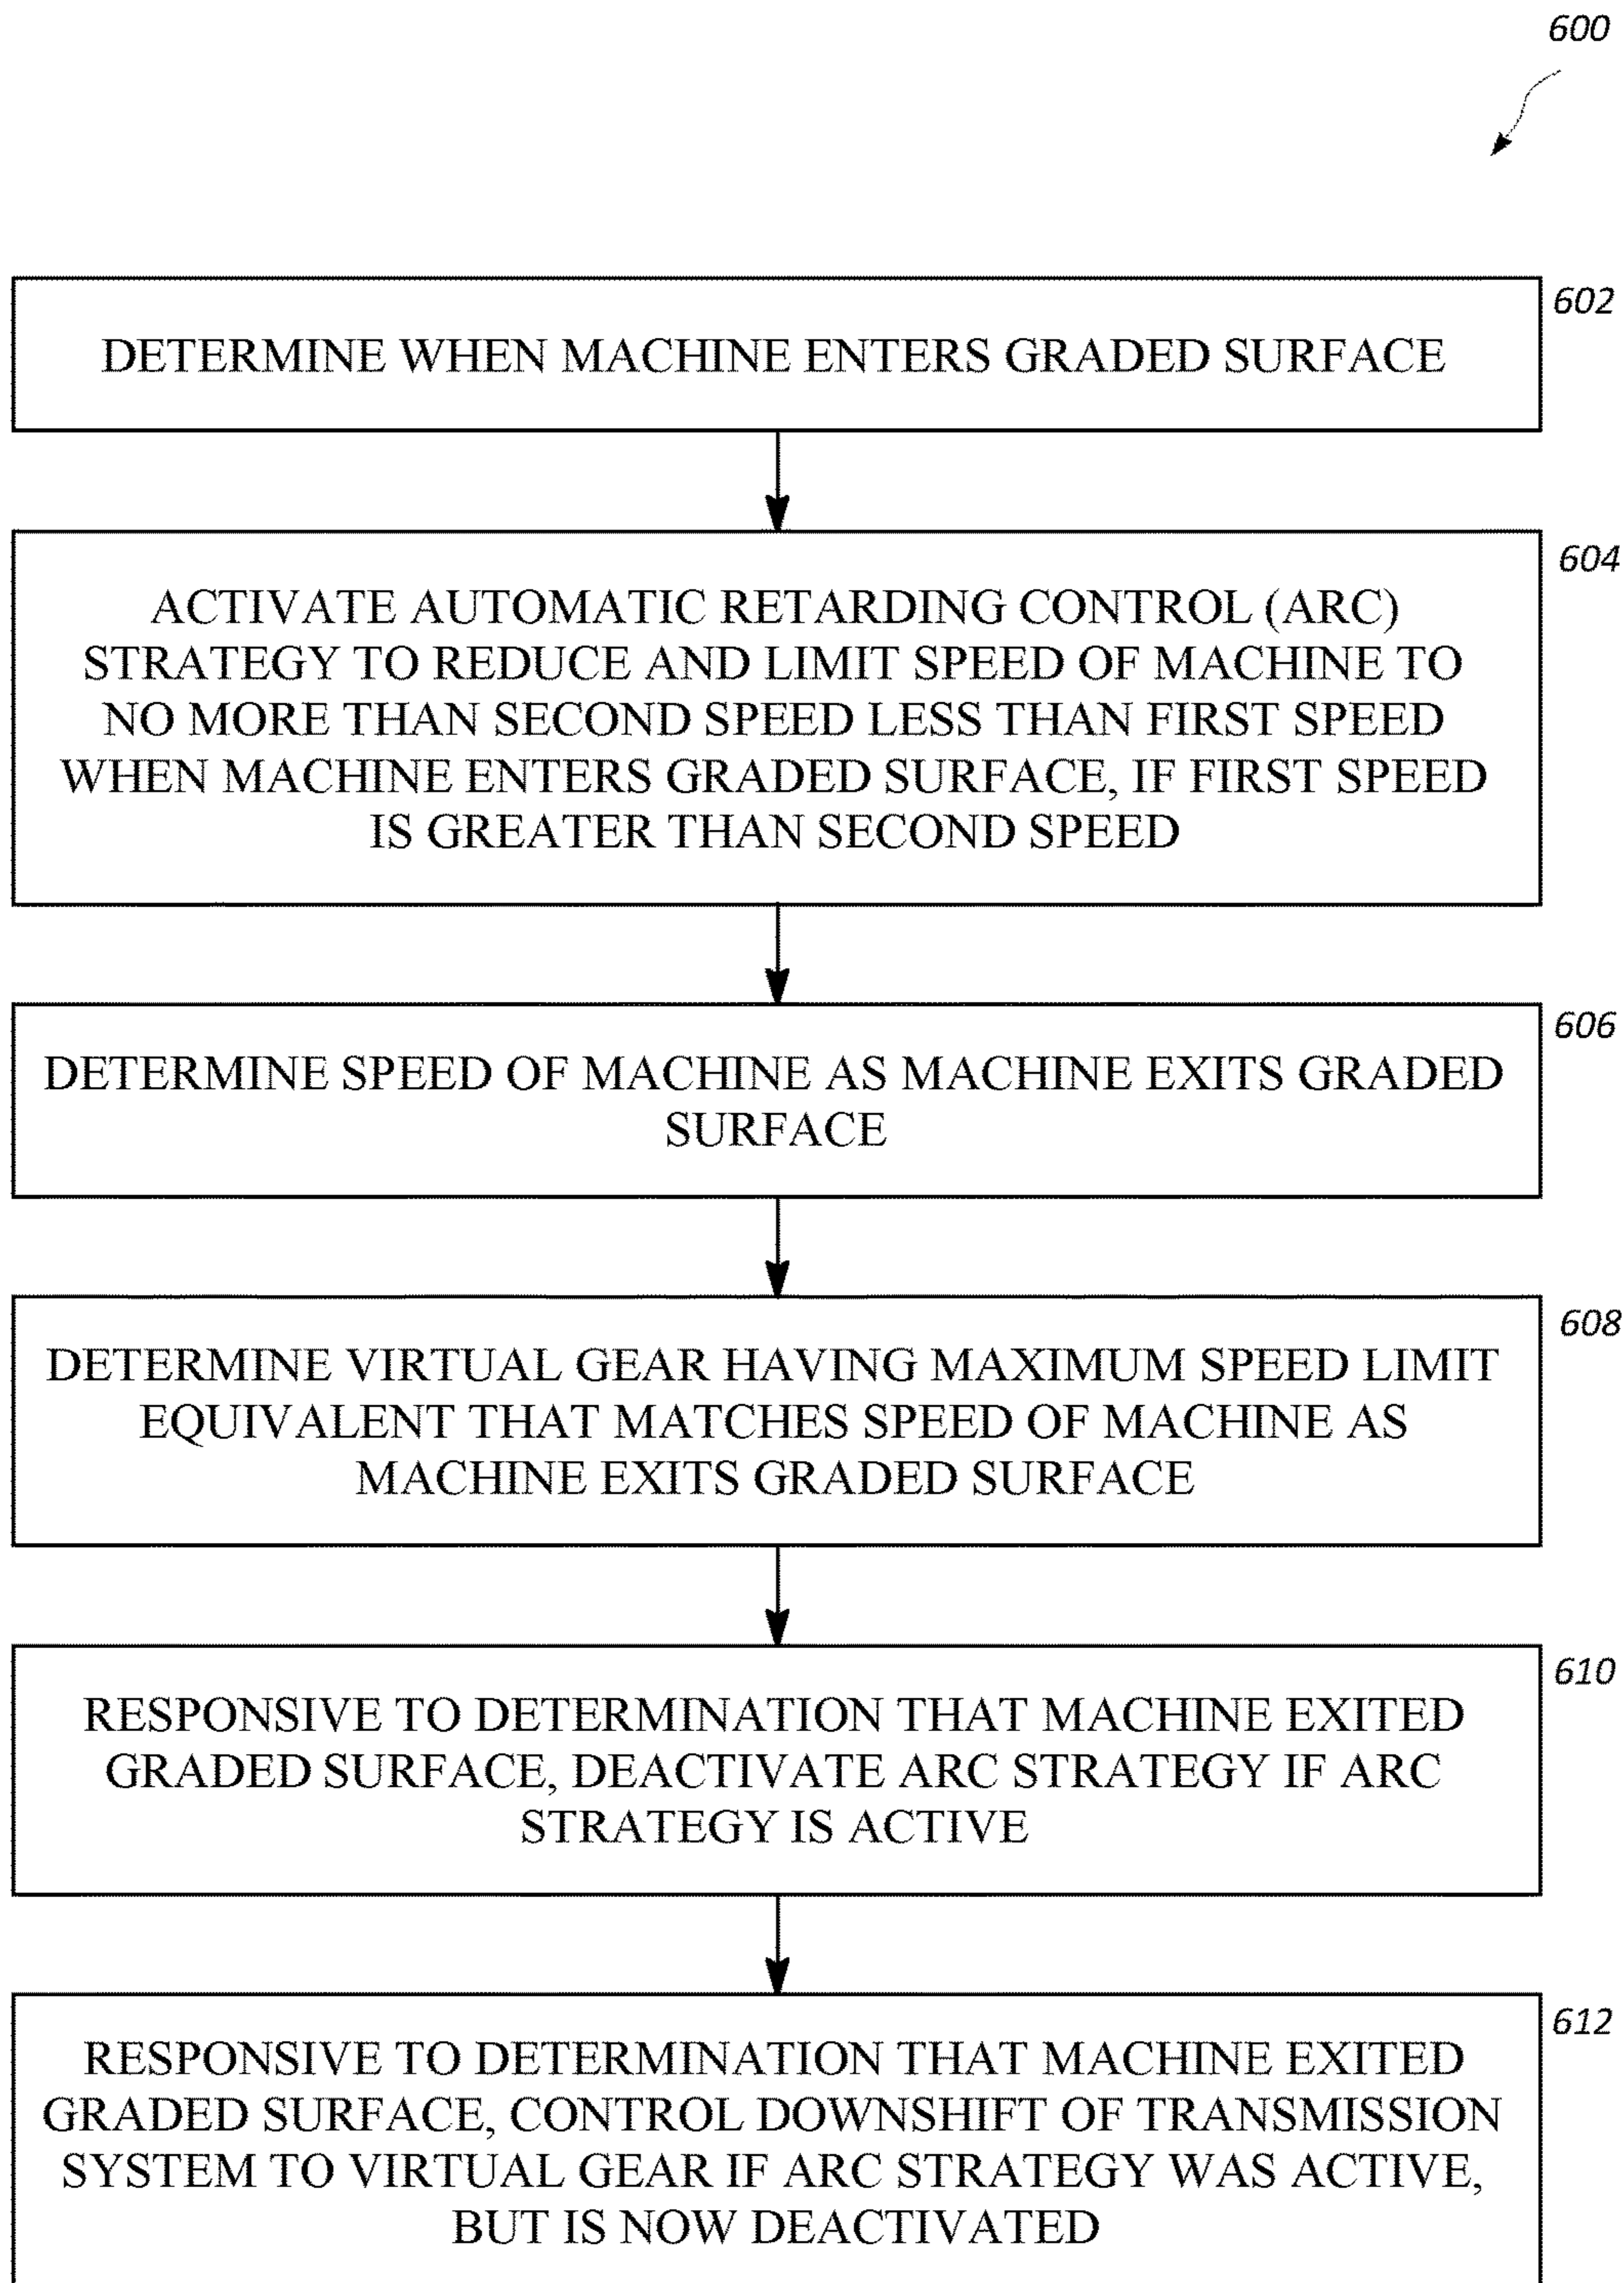 600
602
DETERMINE WHEN MACHINE ENTERS GRADED SURFACE
604
ACTIVATE AUTOMATIC RETARDING CONTROL (ARC)
STRATEGY TO REDUCE AND LIMIT SPEED OF MACHINE TO
NO MORE THAN SECOND SPEED LESS THAN FIRST SPEED
WHEN MACHINE ENTERS GRADED SURFACE, IF FIRST SPEED
IS GREATER THAN SECOND SPEED
606
DETERMINE SPEED OF MACHINE AS MACHINE EXITS GRADED
SURFACE
608
DETERMINE VIRTUAL GEAR HAVING MAXIMUM SPEED LIMIT
EQUIVALENT THAT MATCHES SPEED OF MACHINE AS
MACHINE EXITS GRADED SURFACE
610
RESPONSIVE TO DETERMINATION THAT MACHINE EXITED
GRADED SURFACE, DEACTIVATE ARC STRATEGY IF ARC
STRATEGY IS ACTIVE
612
RESPONSIVE TO DETERMINATION THAT MACHINE EXITED
GRADED SURFACE, CONTROL DOWNSHIFT OF TRANSMISSION
SYSTEM TO VIRTUAL GEAR IF ARC STRATEGY WAS ACTIVE,
BUT IS NOW DEACTIVATED